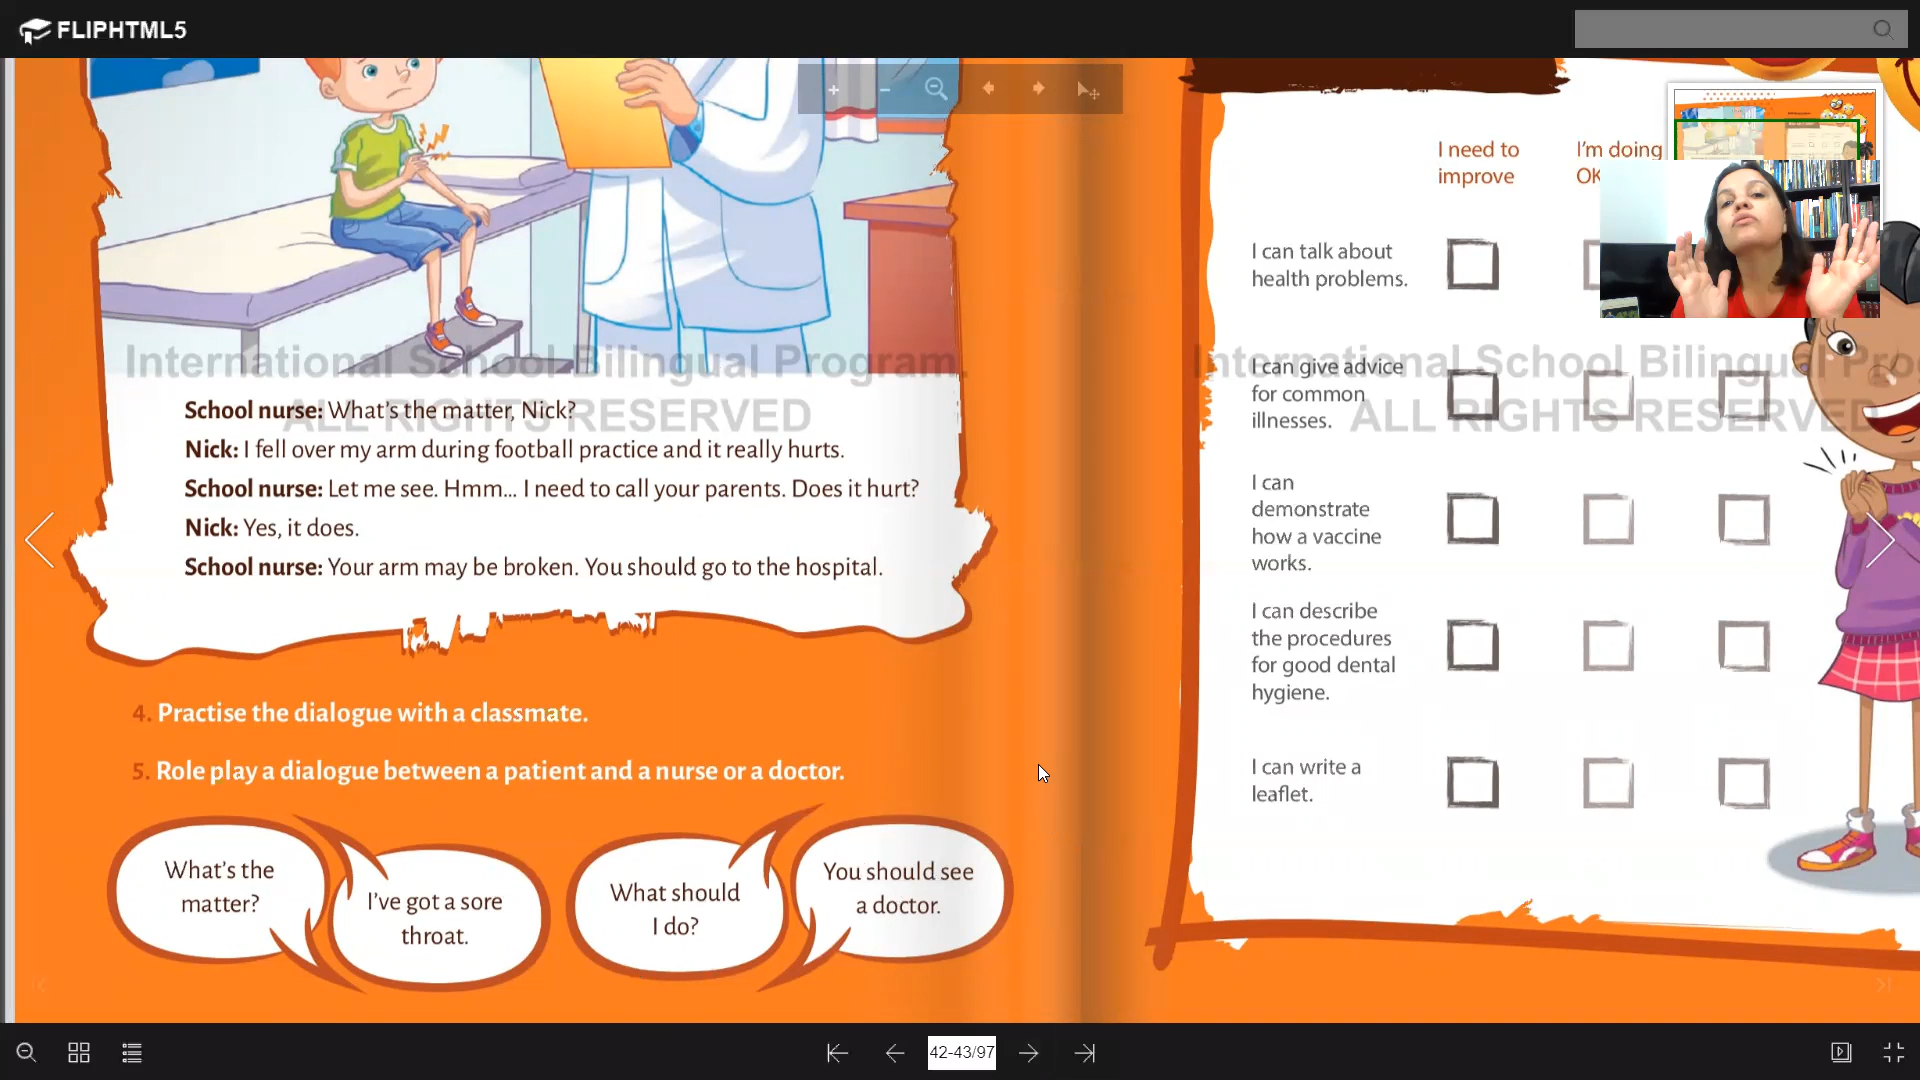 FLIPHTML5
International School Bilingual Program.
ALL RIGHTS RESERVED
School nurse: What's the matter, Nick?
Nick: I fell over my arm during football practice and it really hurts.
School nurse: Let me see. Hmm... I need to call your parents. Does it hurt?
Nick: Yes, it does.
School nurse: Your arm may be broken. You should go to the hospital.
4. Practise the dialogue with a classmate.
5. Role play a dialogue between a patient and a nurse or a doctor.
What's the
matter?
I've got a sore
throat.
What should
I do?
You should see
a doctor.
I need to
improve
I'm doing
OK
I can talk about
health problems.
International School Bilingual Pro
ALL RIGHTS RESERVED
I can give advice
for common
illnesses.
I can
demonstrate
how a vaccine
works.
I can describe
the procedures
for good dental
hygiene.
I can write a
leaflet.
42-43/97